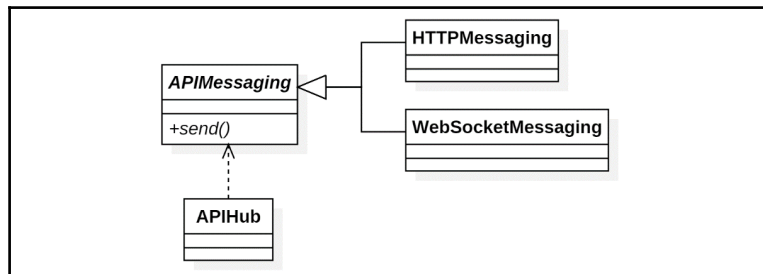 HTTPMessaging
APIMessaging
+send()
WebSocketMessaging
APIHub